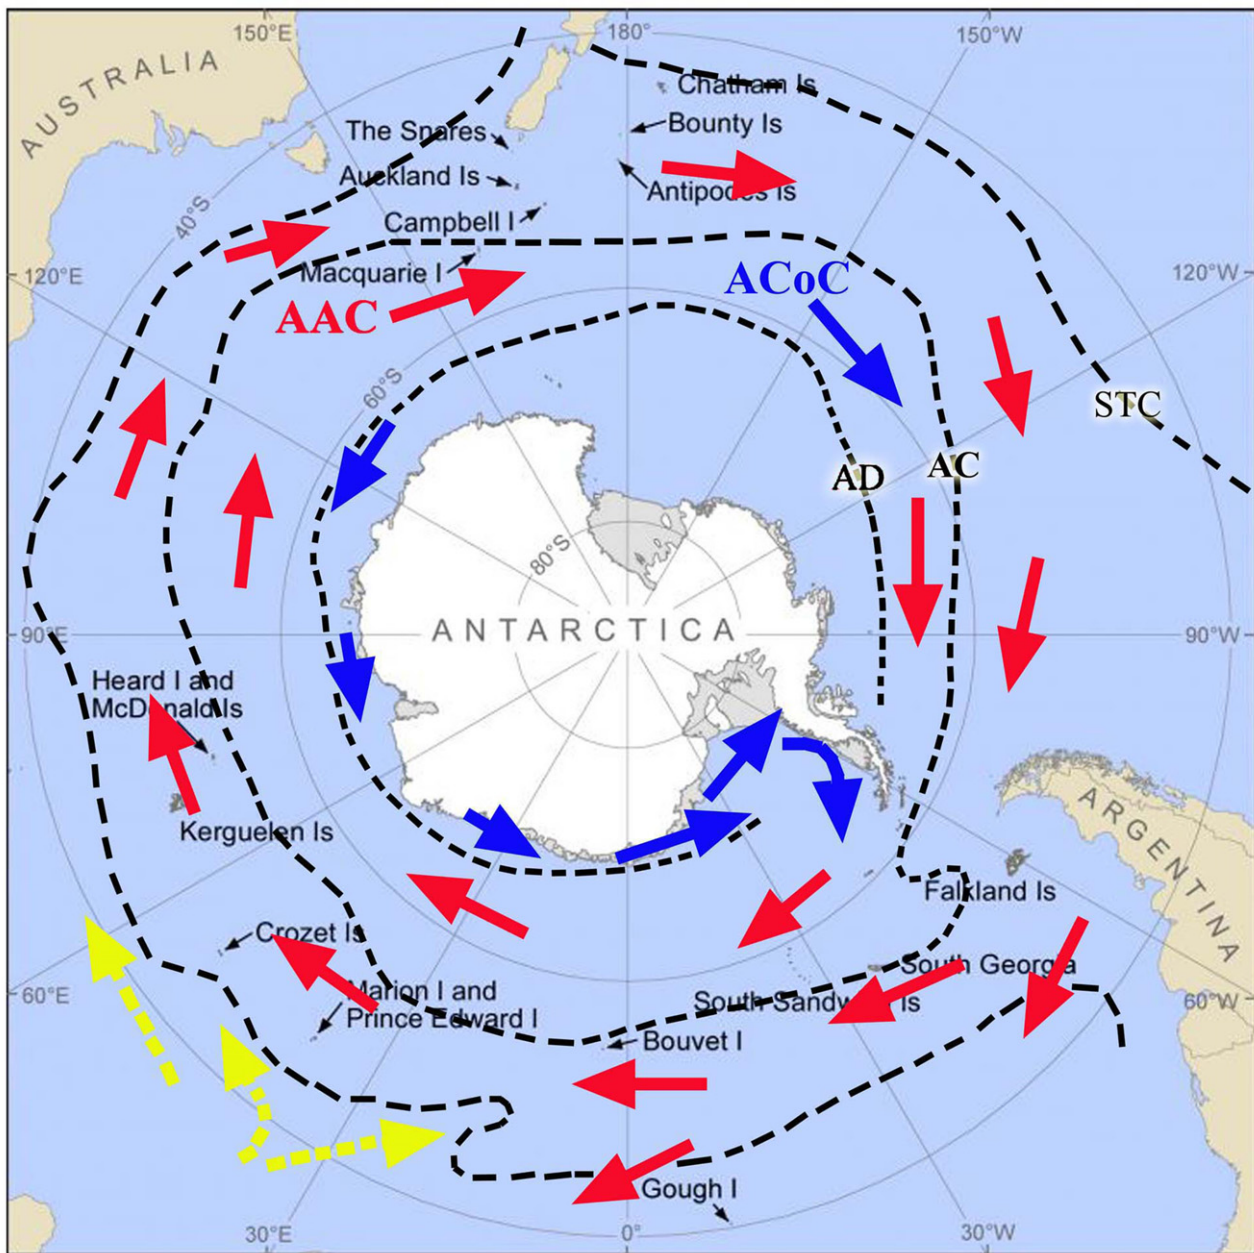 150°E
180°
150°W
AUSTRALIA
Chatham Is
Bounty Is
The Snares
Auckland Is
Antipodes Is
40°S
Campbell I
Macquarie I
120°E
120°W
ACoC
AAC
60°S
STC
AD
AC
80°S
ANTARCTICA
90°E
90°W
Heard I and
McDonald Is
Kerguelen Is
ARGENTINA
Falkland Is
Crozet Is
South Georgia
Marion I and
Prince Edward I
South Sandwich Is
60°E
60°W
Bouvet I
Gough I
30°E
0°
30°W